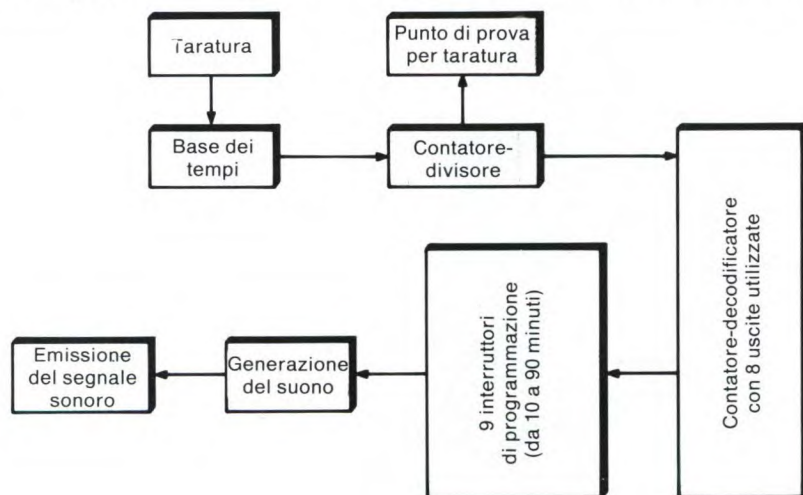 Taratura
Punto di prova
per taratura
Base dei
tempi
Contatore-
divisore
Contatore-decodificatore
con 8 uscite utilizzate
9 interruttori
di programmazione
(da 10 a 90 minuti)
Generazione
del suono
Emissione
del segnale
sonoro